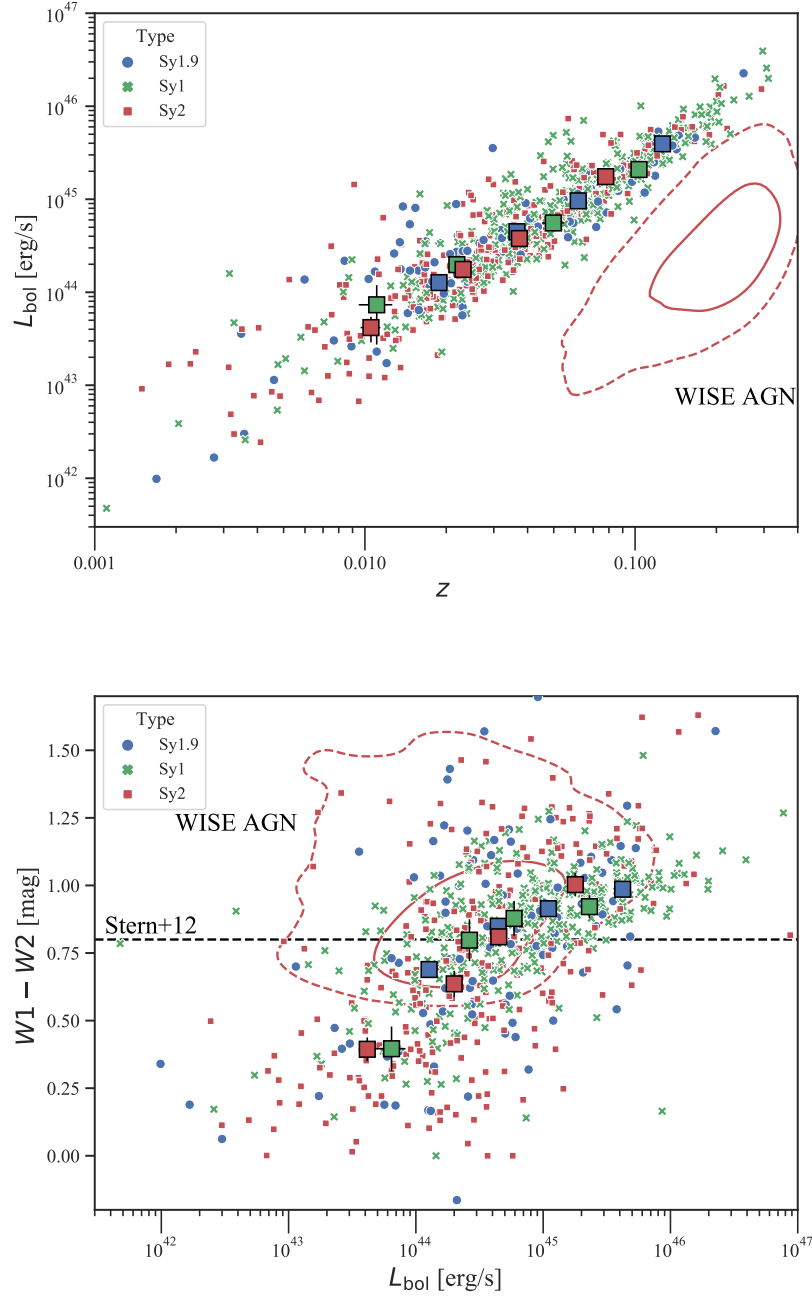 10^47
10^46
10^45
10^44
10^43
10^42
L_bol [erg/s]
Type
Sy1.9
Sy1
Sy2
WISE AGN
0.001
0.010
0.100
z
1.50
1.25
1.00
0.75
0.50
0.25
0.00
W1 − W2 [mag]
Type
Sy1.9
Sy1
Sy2
WISE AGN
Stern+12
10^42
10^43
10^44
10^45
10^46
10^47
L_bol [erg/s]